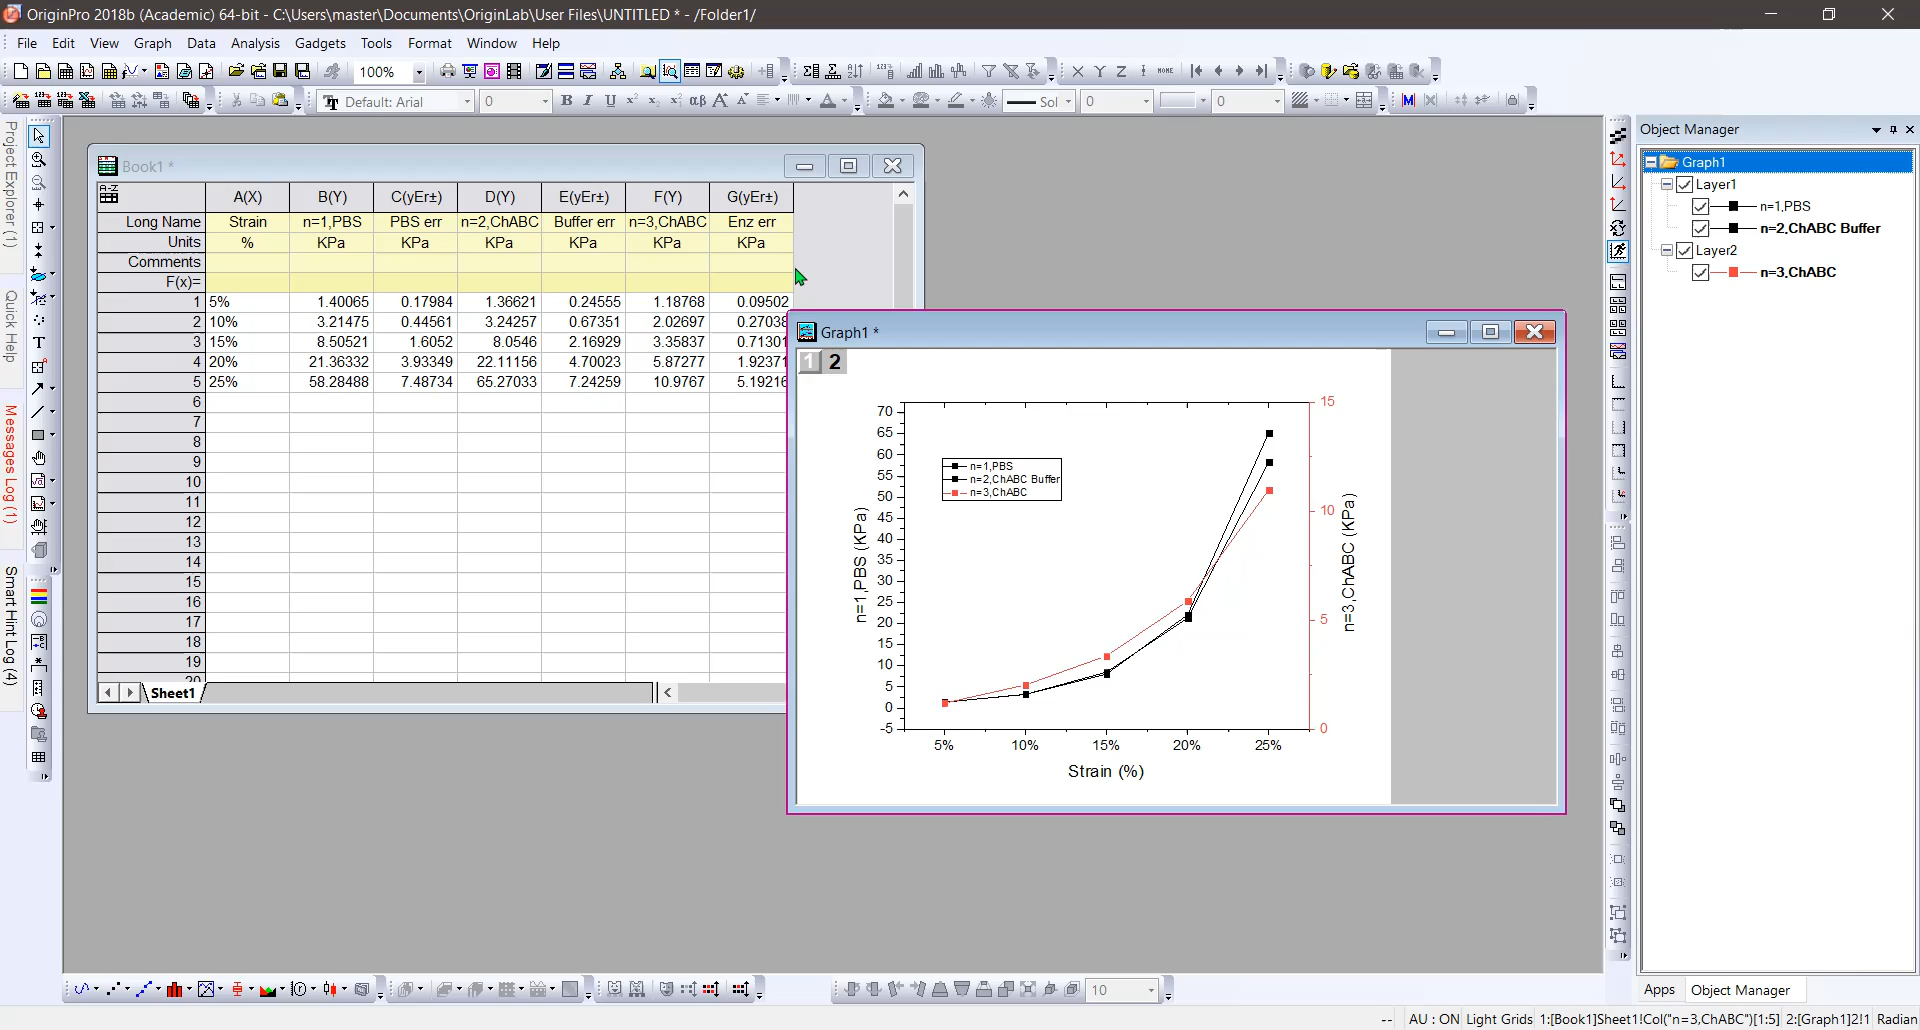 OriginPro 2018b (Academic) 64-bit - C:\Users\master\Documents\OriginLab\User Files\UNTITLED * - /Folder1/
File Edit View Graph Data Analysis Gadgets Tools Format Window Help
100%
Default: Arial 0 B I U Sol 0 0
Project Explorer (1)
Quick Help
Messages Log (1)
Smart Hint Log (4)
Book1 *
A(X) B(Y) C(yEr±) D(Y) E(yEr±) F(Y) G(yEr±)
Long Name Strain n=1,PBS PBS err n=2,ChABC Buffer err n=3,ChABC Enz err
Units % KPa KPa KPa KPa KPa KPa
Comments
F(x)=
1 5% 1.40065 0.17984 1.36621 0.24555 1.18768 0.09502
2 10% 3.21475 0.44561 3.24257 0.67351 2.02697 0.27038
3 15% 8.50521 1.6052 8.0546 2.16929 3.35837 0.71301
4 20% 21.36332 3.93349 22.11156 4.70023 5.87277 1.92371
5 25% 58.28488 7.48734 65.27033 7.24259 10.9767 5.19216
6
7
8
9
10
11
12
13
14
15
16
17
18
19
20
Sheet1
Graph1 *
1 2
70
65
60
55
50
45
40
35
30
25
20
15
10
5
0
-5
n=1,PBS (KPa)
n=1,PBS
n=2,ChABC Buffer
n=3,ChABC
15
10
5
0
n=3,ChABC (KPa)
5% 10% 15% 20% 25%
Strain (%)
Object Manager
Graph1
Layer1
n=1,PBS
n=2,ChABC Buffer
Layer2
n=3,ChABC
10
Apps Object Manager
-- AU : ON Light Grids 1:[Book1]Sheet1!Col("n=3,ChABC")[1:5] 2:[Graph1]2!1 Radian